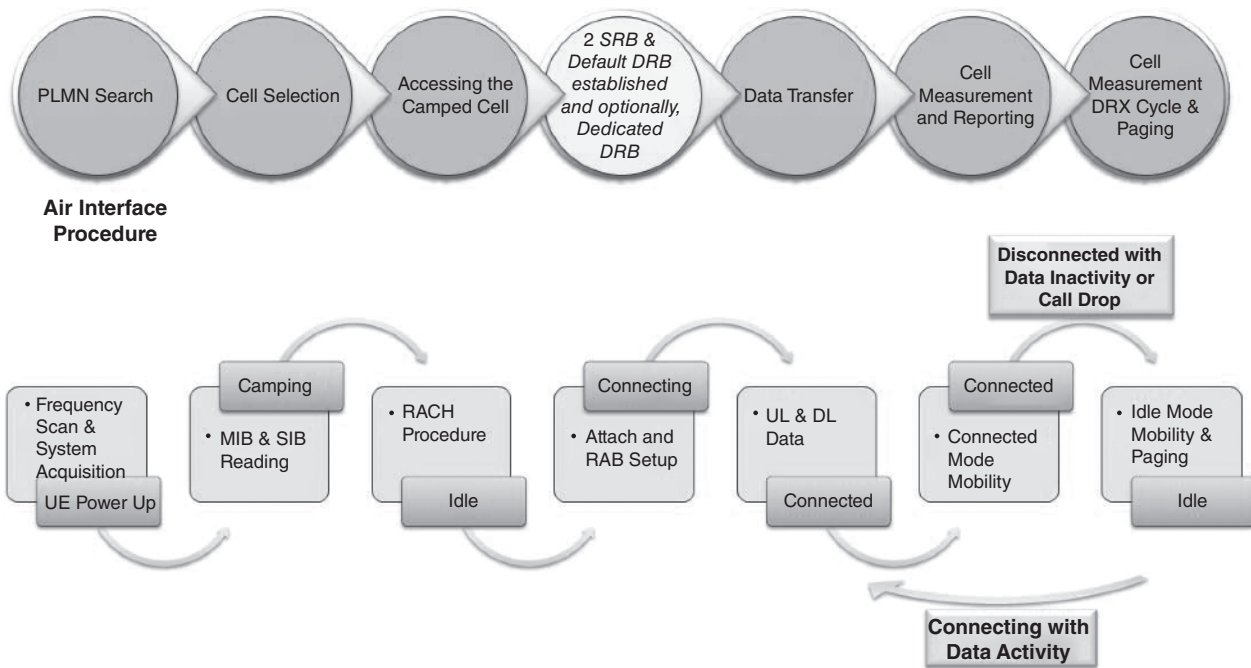 PLMN Search
Cell Selection
Accessing the
Camped Cell
2 SRB &
Default DRB
established
and optionally,
Dedicated
DRB
Data Transfer
Cell
Measurement
and Reporting
Cell
Measurement
DRX Cycle &
Paging
Air Interface
Procedure
Disconnected with
Data Inactivity or
Call Drop
• Frequency
Scan &
System
Acquisition
UE Power Up
Camping
• MIB & SIB
Reading
• RACH
Procedure
Idle
Connecting
• Attach and
RAB Setup
• UL & DL
Data
Connected
Connected
• Connected
Mode
Mobility
• Idle Mode
Mobility &
Paging
Idle
Connecting with
Data Activity